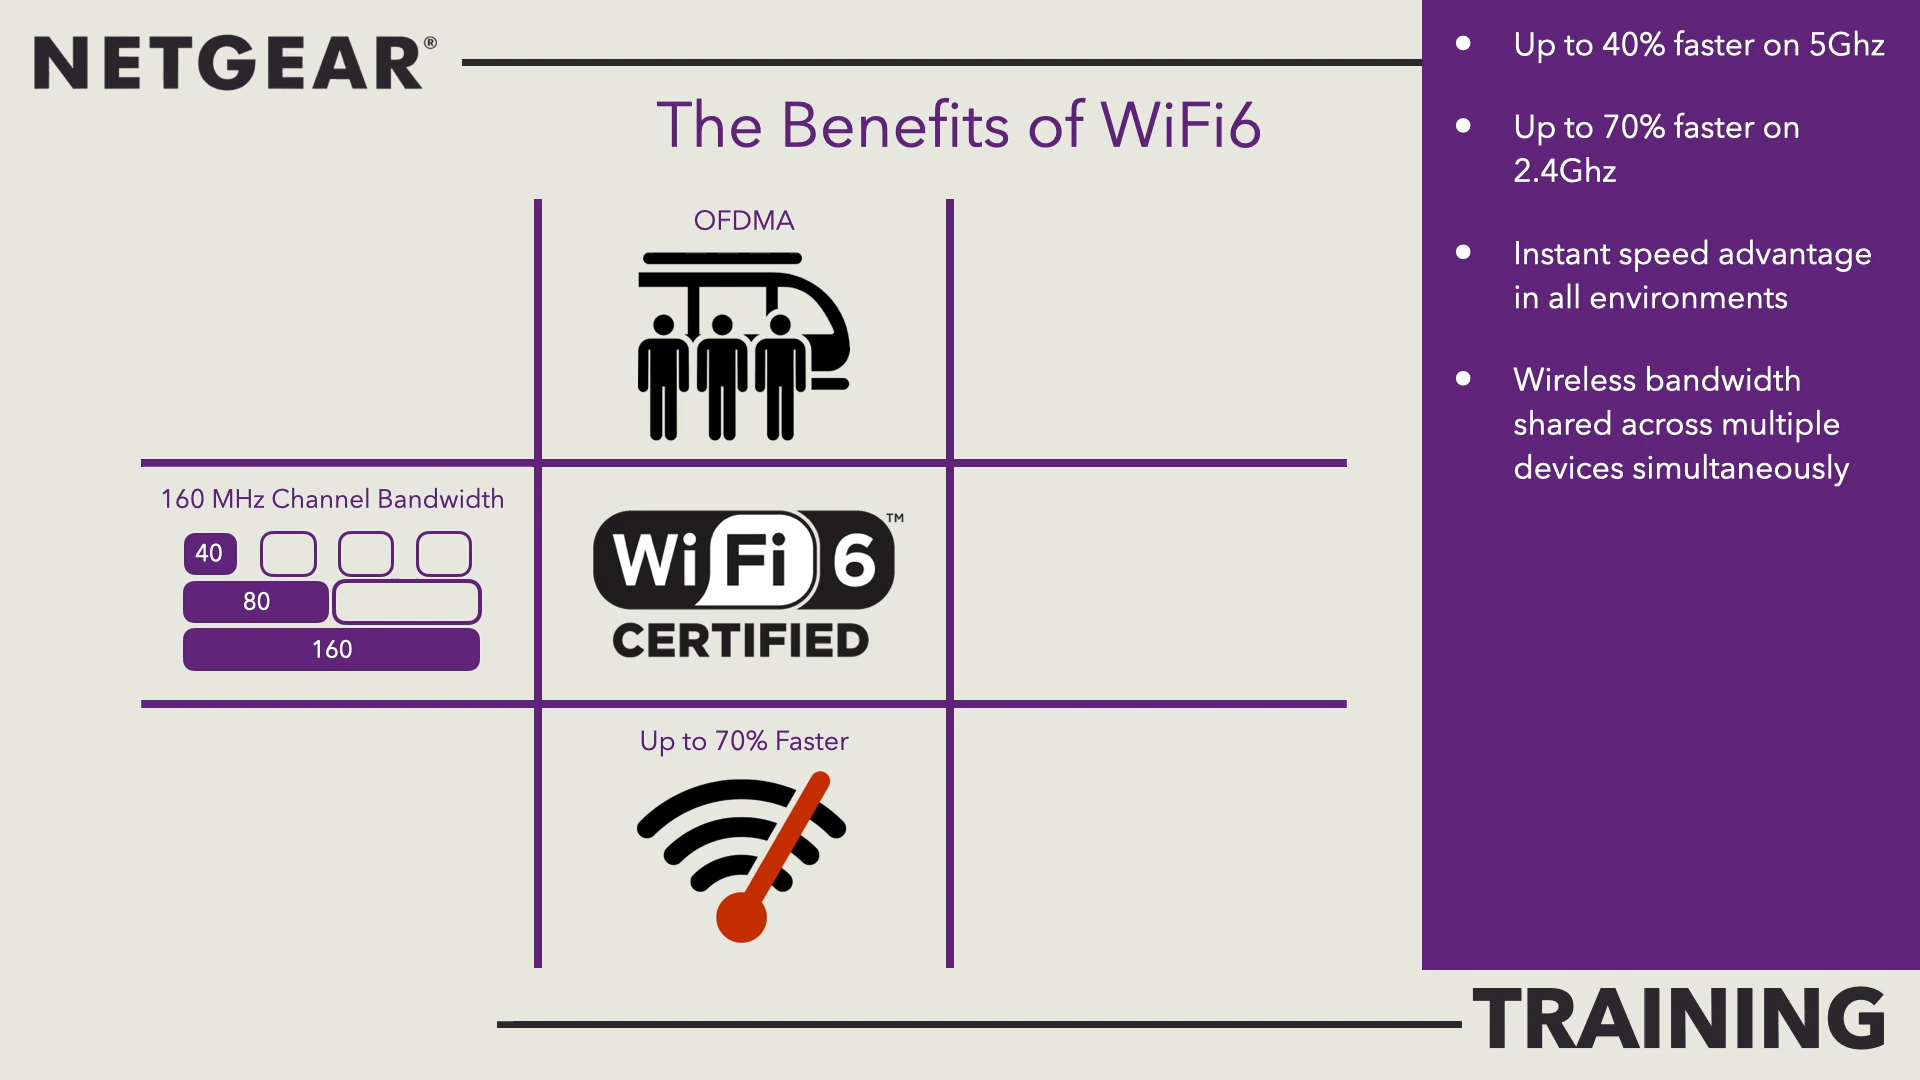 NETGEAR®
The Benefits of WiFi6
OFDMA
160 MHz Channel Bandwidth
40
80
160
Wi Fi 6 ™
CERTIFIED
Up to 70% Faster
• Up to 40% faster on 5Ghz
• Up to 70% faster on
2.4Ghz
• Instant speed advantage
in all environments
• Wireless bandwidth
shared across multiple
devices simultaneously
TRAINING